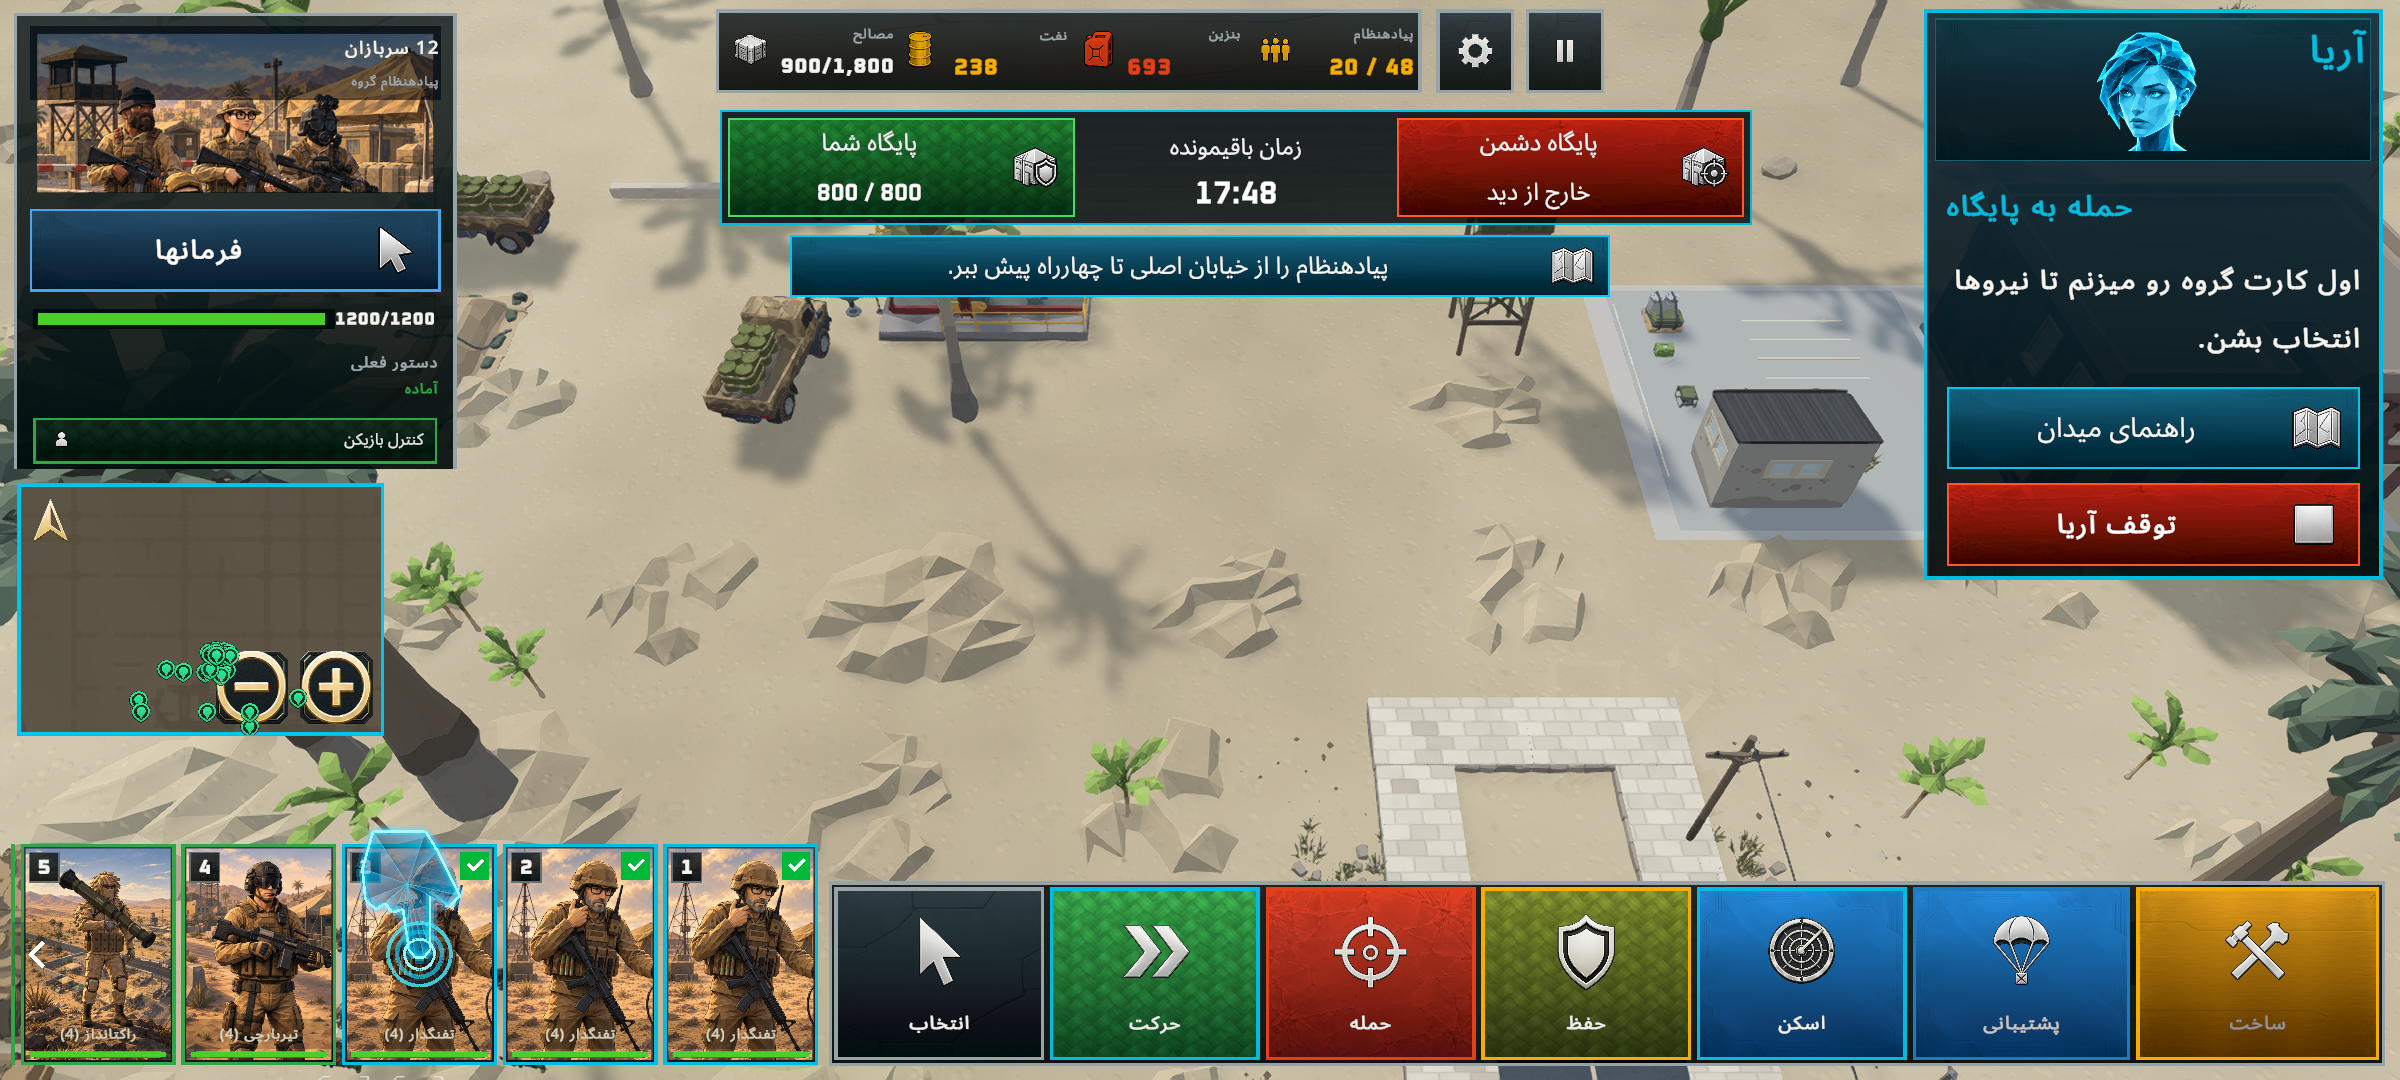 12 سربازان
پیادهنظام گروه
فرمانها
1200/1200
دستور فعلی
آماده
کنترل بازیکن
مصالح
900/1,800
نفت
238
بنزین
693
پیادهنظام
20 / 48
پایگاه شما
800 / 800
زمان باقیمونده
17:48
پایگاه دشمن
خارج از دید
پیادهنظام را از خیابان اصلی تا چهارراه پیش ببر.
آریا
حمله به پایگاه
اول کارت گروه رو میزنم تا نیروها
انتخاب بشن.
راهنمای میدان
توقف آریا
5
راکتانداز (4)
4
تیربارچی (4)
تفنگدار (4)
2
تفنگدار (4)
1
تفنگدار (4)
انتخاب
حرکت
حمله
حفظ
اسکن
پشتیبانی
ساخت